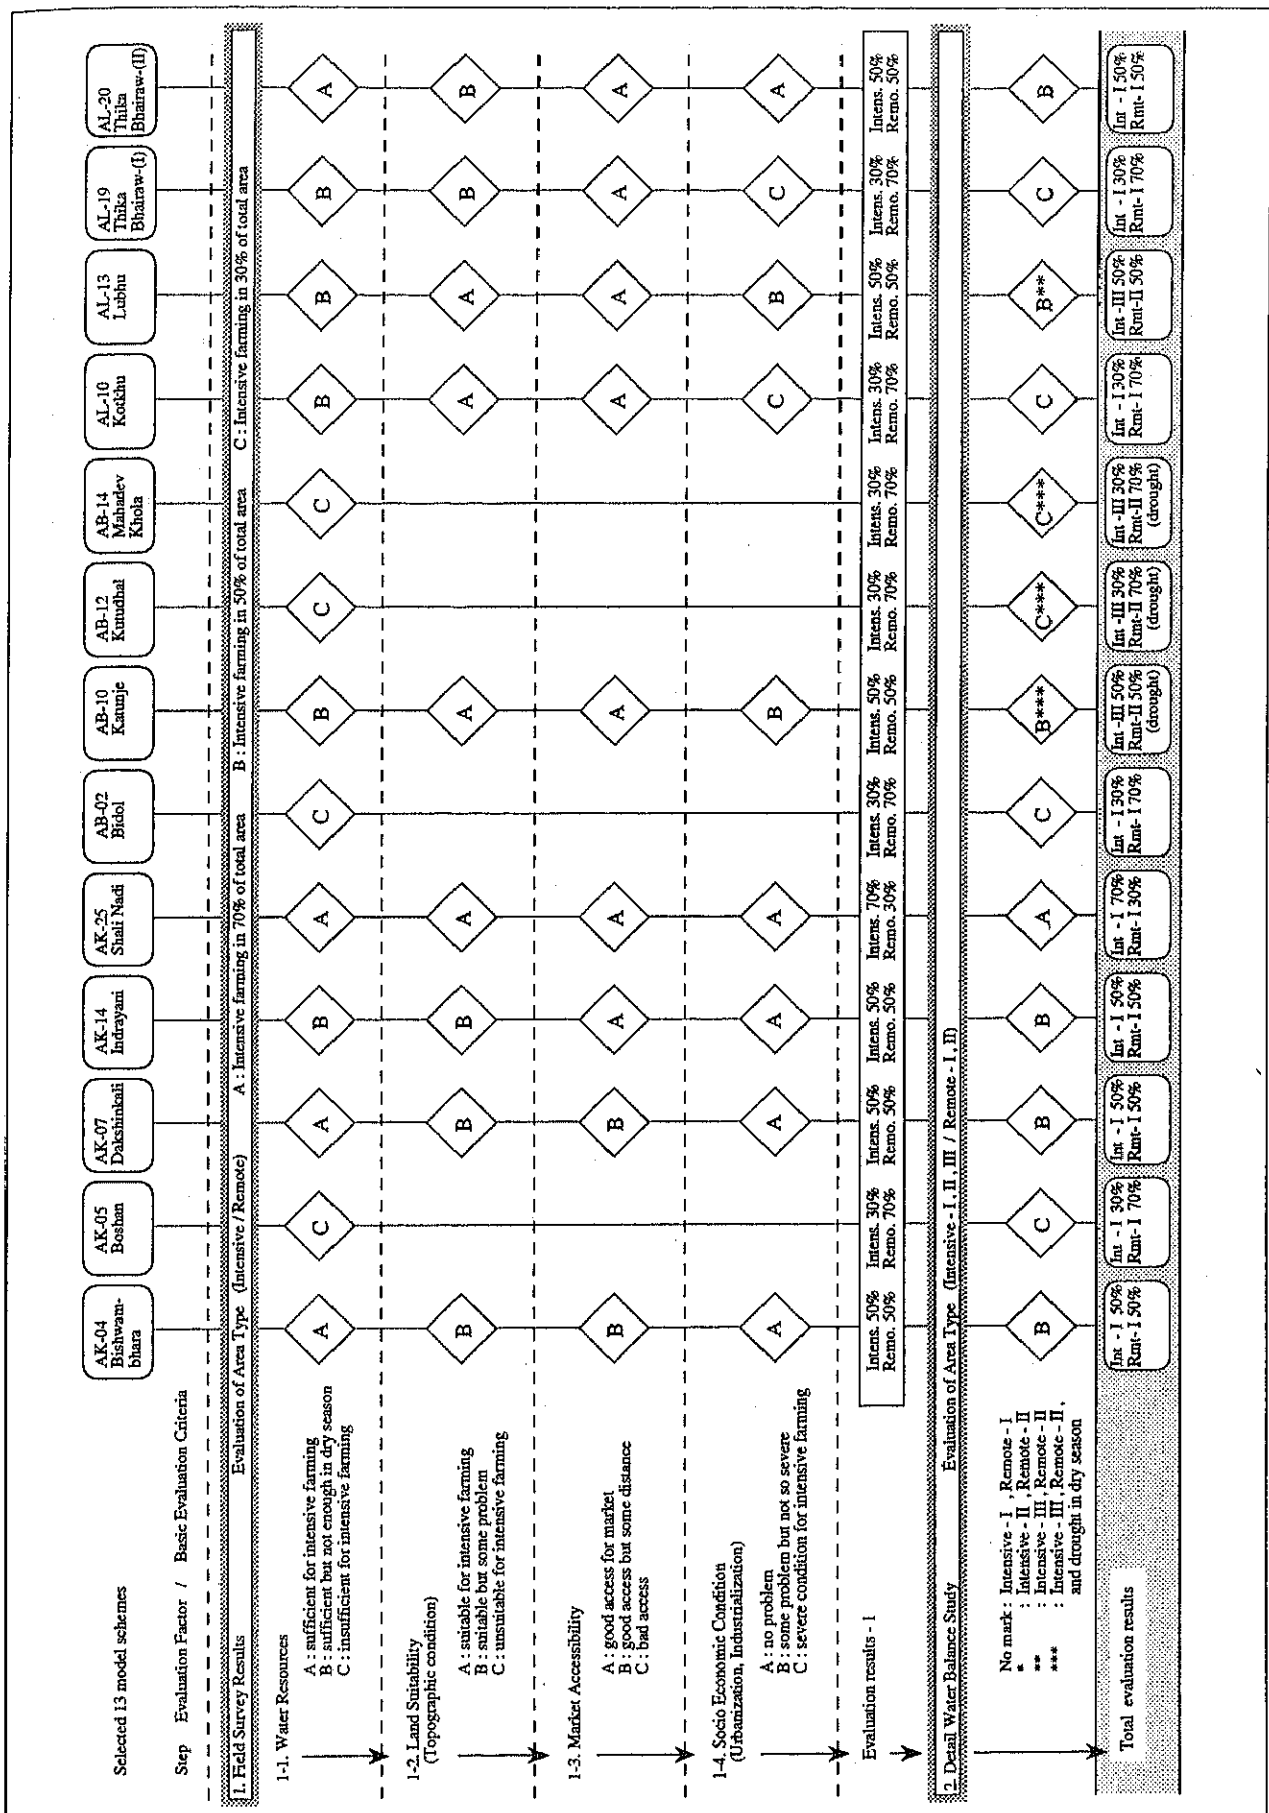 Selected 13 model schemes
AK-04
Bishwam-
bhara
AK-05
Boshan
AK-07
Dakshinkali
AK-14
Indrayani
AK-25
Shali Nadi
AB-02
Bidol
AB-10
Katunje
AB-12
Kutudhal
AB-14
Mahadev
Khola
AL-10
Kotkhu
AL-13
Lubhu
AL-19
Thika
Bhairaw-(I)
AL-20
Thika
Bhairaw-(II)
Step Evaluation Factor / Basic Evaluation Criteria
1. Field Survey Results Evaluation of Area Type (Intensive / Remote) A : Intensive farming in 70% of total area B : Intensive farming in 50% of total area C : Intensive farming in 30% of total area
1-1. Water Resources
A C A B A C B C C B B B A
A : sufficient for intensive farming
B : sufficient but not enough in dry season
C : insufficient for intensive farming
1-2. Land Suitability
(Topographic condition)
B B B A A A A B B
A : suitable for intensive farming
B : suitable but some problem
C : unsuitable for intensive farming
1-3. Market Accessibility
B B A A A A A A A
A : good access for market
B : good access but some distance
C : bad access
1-4. Socio Economic Condition
(Urbanization, Industrialization)
A A A A B C B C A
A : no problem
B : some problem but not so severe
C : severe condition for intensive farming
Evaluation results - I
Intens. 50%
Remo. 50%
Intens. 30%
Remo. 70%
Intens. 50%
Remo. 50%
Intens. 50%
Remo. 50%
Intens. 70%
Remo. 30%
Intens. 30%
Remo. 70%
Intens. 50%
Remo. 50%
Intens. 30%
Remo. 70%
Intens. 30%
Remo. 70%
Intens. 30%
Remo. 70%
Intens. 50%
Remo. 50%
Intens. 30%
Remo. 70%
Intens. 50%
Remo. 50%
2. Detail Water Balance Study Evaluation of Area Type (Intensive - I , II , III / Remote - I , II)
No mark : Intensive - I , Remote - I
* : Intensive - II , Remote - II
** : Intensive - III , Remote - II
*** : Intensive - III , Remote - II ,
and drought in dry season
B C B B A C B*** C*** C*** C B** C B
Total evaluation results
Int - I 50%
Rmt- I 50%
Int - I 30%
Rmt- I 70%
Int - I 50%
Rmt- I 50%
Int - I 50%
Rmt- I 50%
Int - I 70%
Rmt- I 30%
Int - I 30%
Rmt- I 70%
Int -III 50%
Rmt-II 50%
(drought)
Int -III 30%
Rmt-II 70%
(drought)
Int -III 30%
Rmt-II 70%
(drought)
Int - I 30%
Rmt- I 70%
Int -III 50%
Rmt-II 50%
Int - I 30%
Rmt- I 70%
Int - I 50%
Rmt- I 50%